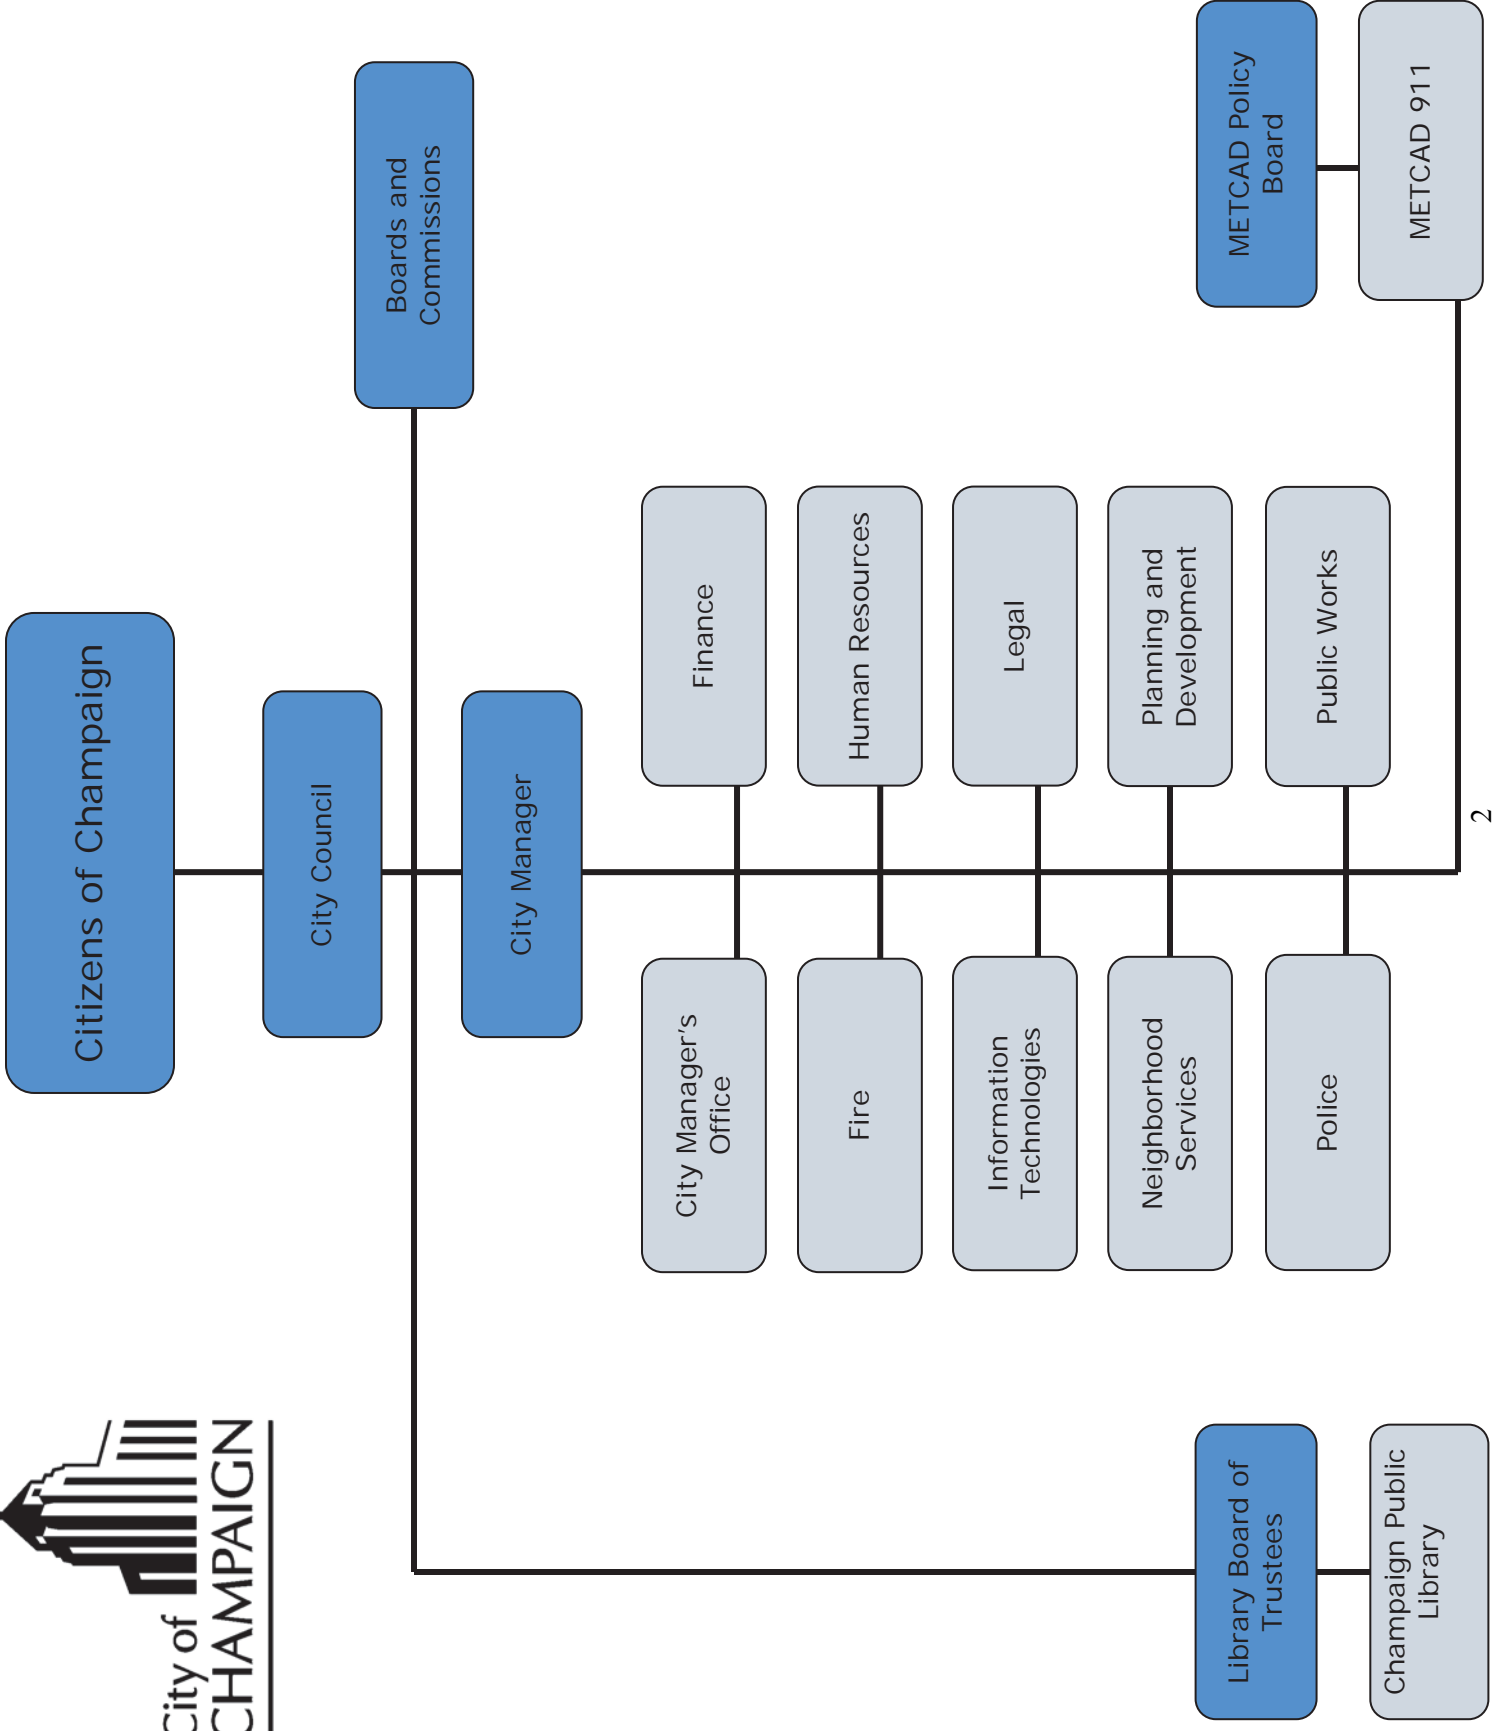 City of
CHAMPAIGN
Citizens of Champaign
City Council
Boards and
Commissions
City Manager
City Manager’s
Office
Finance
Fire
Human Resources
Information
Technologies
Legal
Neighborhood
Services
Planning and
Development
Police
Public Works
Library Board of
Trustees
Champaign Public
Library
METCAD Policy
Board
METCAD 911
2